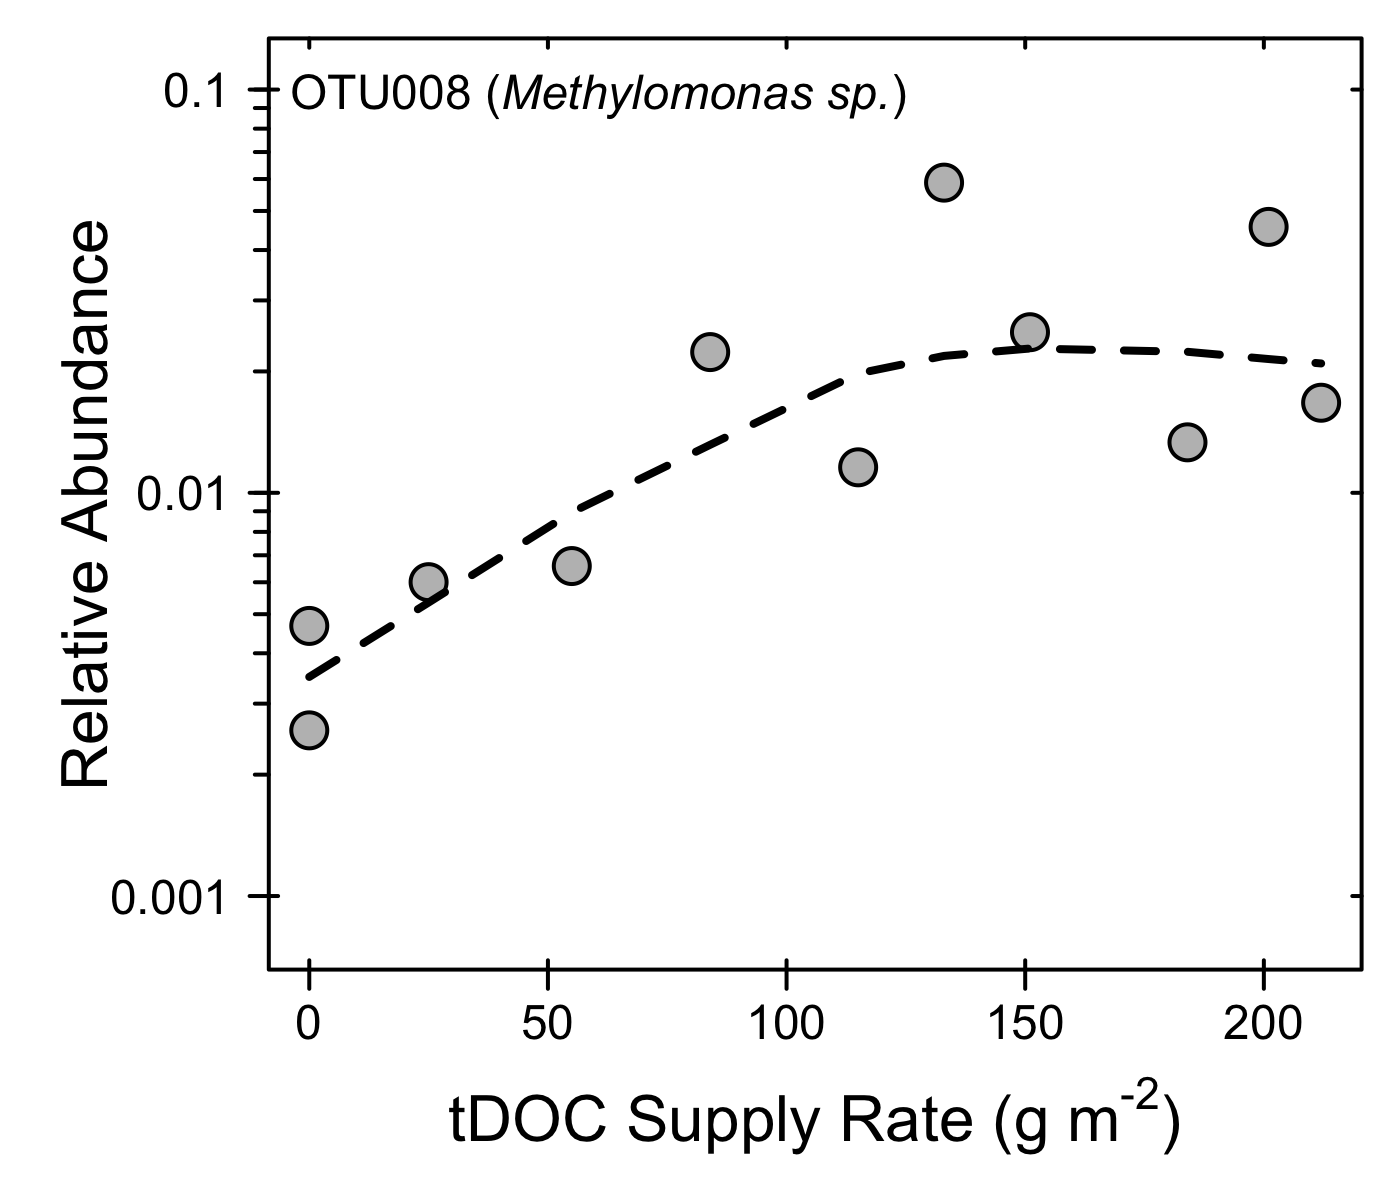 OTU008 (Methylomonas sp.)
0.1
0.01
0.001
Relative Abundance
0 50 100 150 200
tDOC Supply Rate (g m-2)